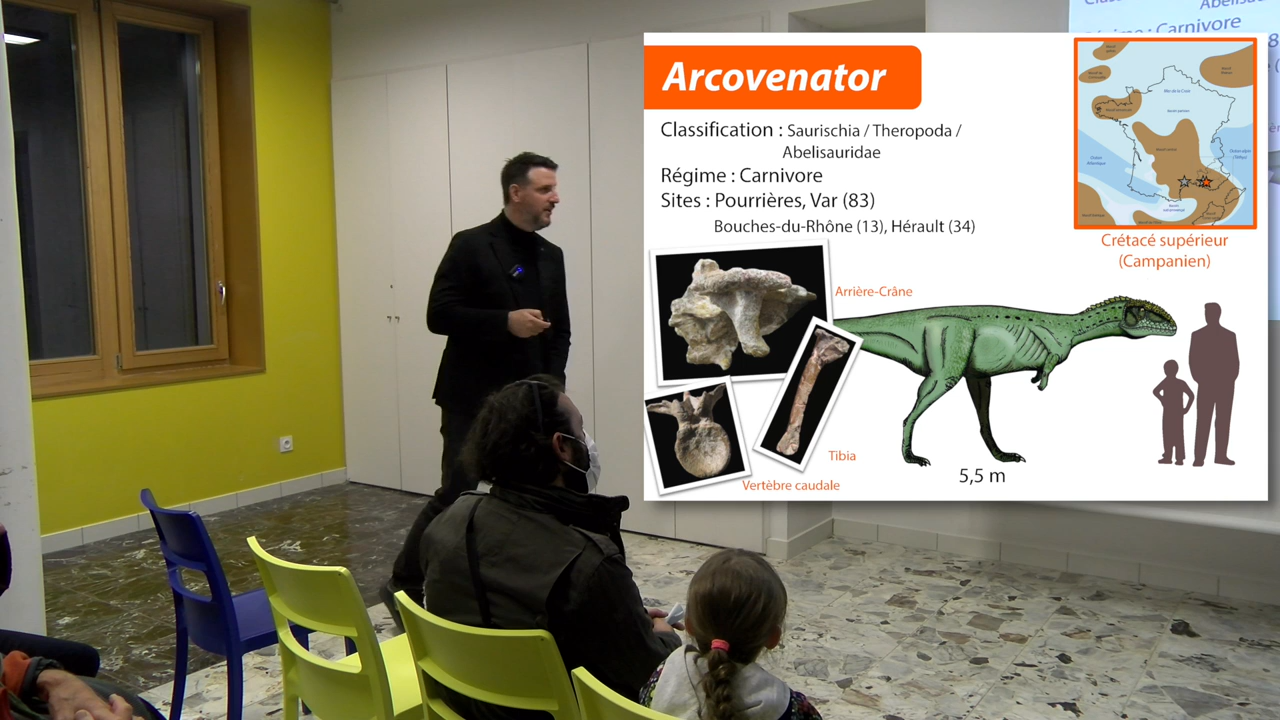 Arcovenator
Classification : Saurischia / Theropoda /
Abelisauridae
Régime : Carnivore
Sites : Pourrières, Var (83)
Bouches-du-Rhône (13), Hérault (34)
Crétacé supérieur
(Campanien)
Arrière-Crâne
Tibia
Vertèbre caudale
5,5 m
Abelisau
Régime : Carnivore